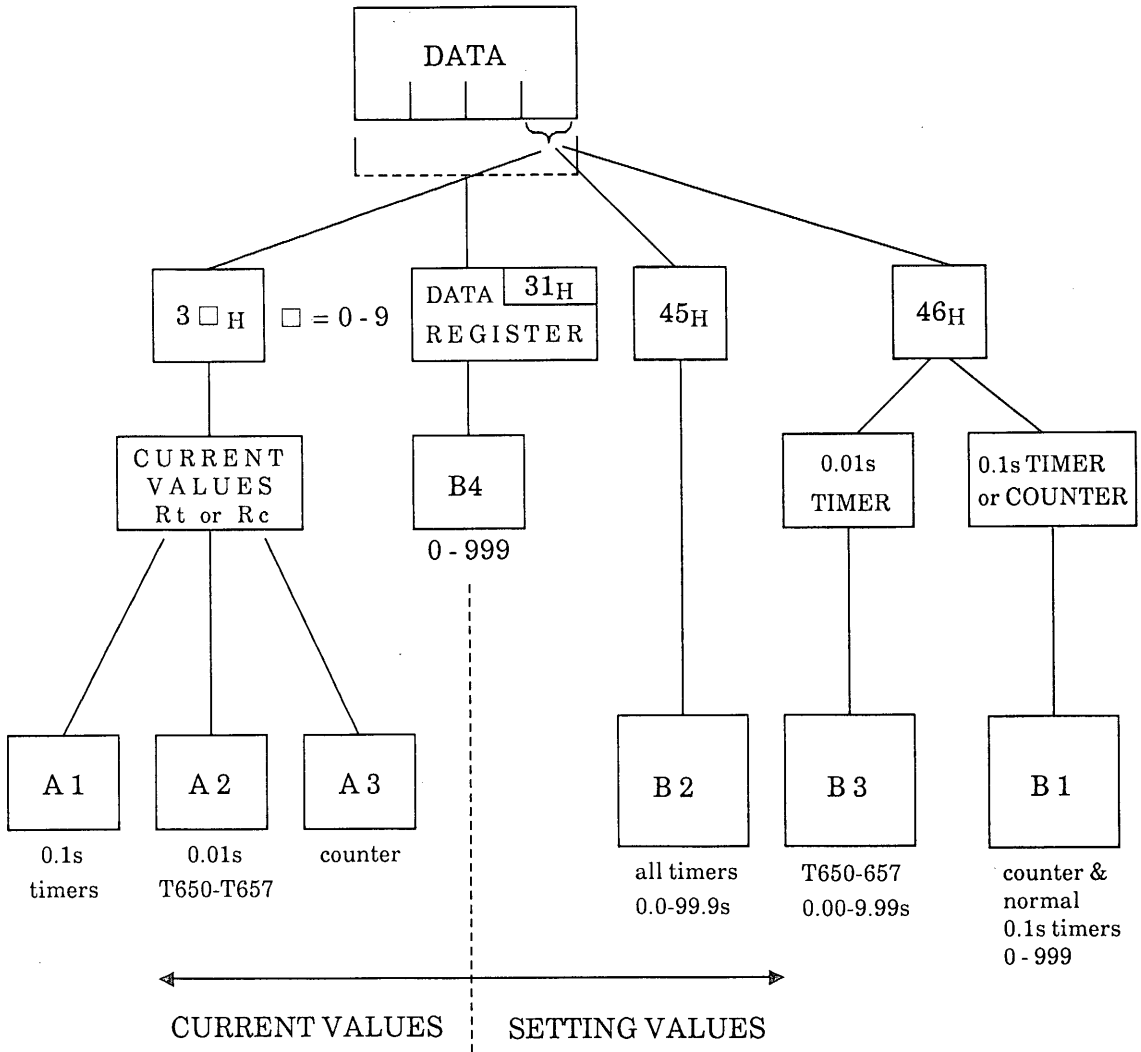 DATA
3 □ H
□ = 0 - 9
DATA 31H
REGISTER
45H
46H
CURRENT
VALUES
Rt or Rc
B4
0 - 999
0.01s
TIMER
0.1s TIMER
or COUNTER
A 1
A 2
A 3
B 2
B 3
B 1
0.1s
timers
0.01s
T650-T657
counter
all timers
0.0-99.9s
T650-657
0.00-9.99s
counter &
normal
0.1s timers
0 - 999
CURRENT VALUES
SETTING VALUES